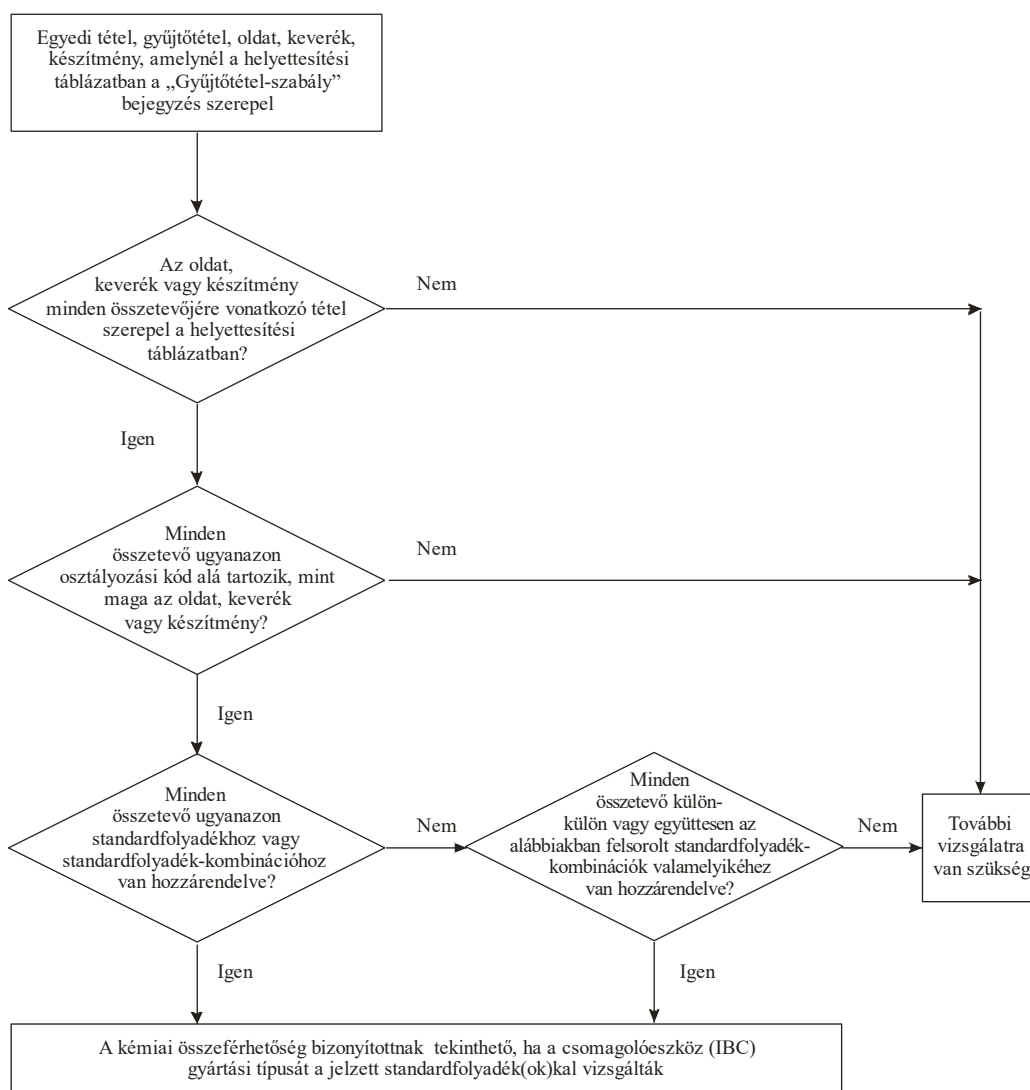 Egyedi tétel, gyűjtőtétel, oldat, keverék,
készítmény, amelynél a helyettesítési
táblázatban a „Gyűjtőtétel-szabály”
bejegyzés szerepel
Az oldat,
keverék vagy készítmény
minden összetevőjére vonatkozó tétel
szerepel a helyettesítési
táblázatban?
Nem
Igen
Minden
összetevő ugyanazon
osztályozási kód alá tartozik, mint
maga az oldat, keverék
vagy készítmény?
Nem
Igen
Minden
összetevő ugyanazon
standardfolyadékhoz vagy
standardfolyadék-kombinációhoz
van hozzárendelve?
Nem
Minden
összetevő külön-
külön vagy együttesen az
alábbiakban felsorolt standardfolyadék-
kombinációk valamelyikéhez
van hozzárendelve?
Nem
További
vizsgálatra
van szükség
Igen
Igen
A kémiai összeférhetőség bizonyítottnak tekinthető, ha a csomagolóeszköz (IBC)
gyártási típusát a jelzett standardfolyadék(ok)kal vizsgálták